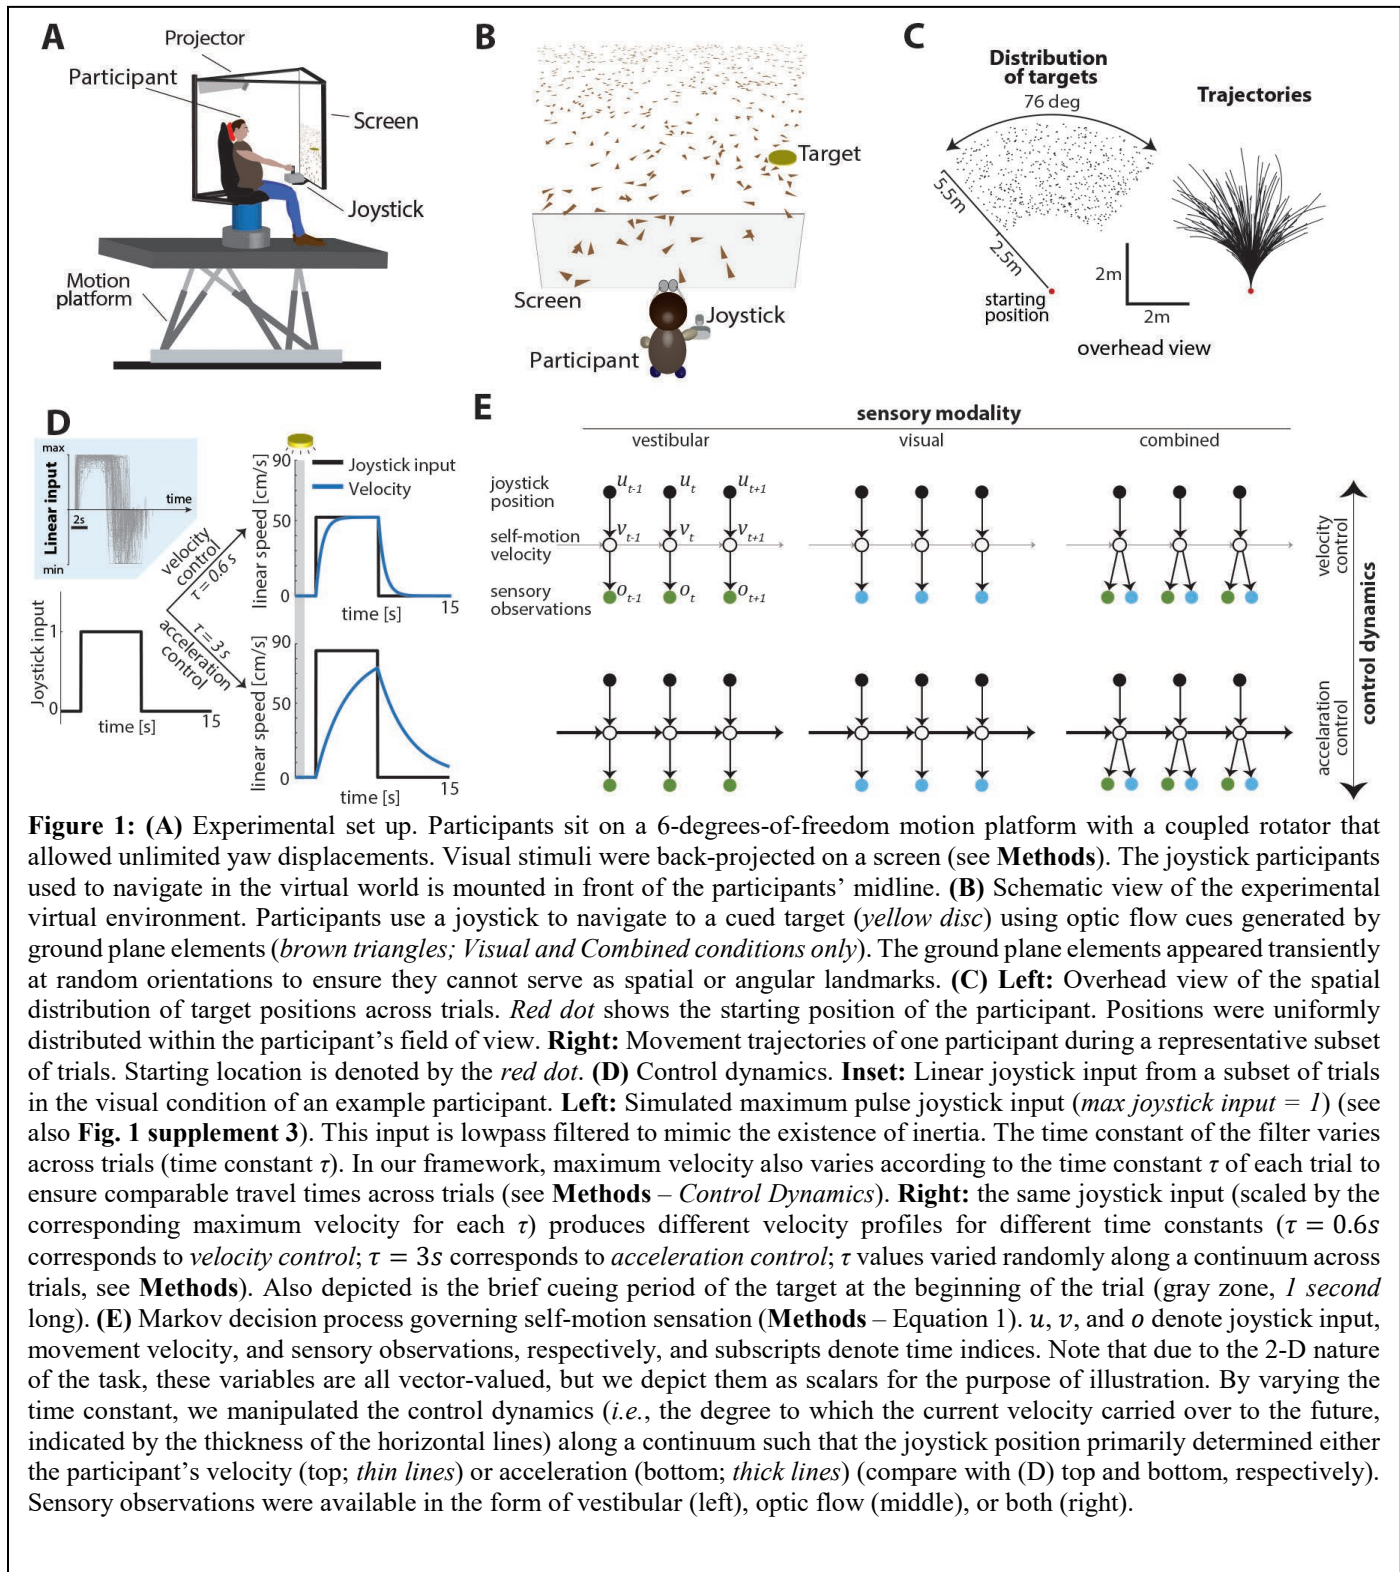 A
Projector
Participant
Screen
Joystick
Motion
platform
B
Target
Screen
Joystick
Participant
C
Distribution
of targets
76 deg
5.5m
2.5m
starting
position
2m
2m
overhead view
Trajectories
D
max
Linear input
min
time
2s
velocity
control
τ = 0.6 s
τ = 3s
acceleration
control
Joystick input
1
0
time [s]
15
90
Joystick input
Velocity
linear speed [cm/s]
50
0
time [s]
15
90
linear speed [cm/s]
50
0
time [s]
15
E
sensory modality
vestibular
visual
combined
joystick
position
u t-1
u t
u t+1
self-motion
velocity
v t-1
v t
v t+1
sensory
observations
o t-1
o t
o t+1
velocity
control
accelaration
control
control dynamics
Figure 1: (A) Experimental set up. Participants sit on a 6-degrees-of-freedom motion platform with a coupled rotator that
allowed unlimited yaw displacements. Visual stimuli were back-projected on a screen (see Methods). The joystick participants
used to navigate in the virtual world is mounted in front of the participants’ midline. (B) Schematic view of the experimental
virtual environment. Participants use a joystick to navigate to a cued target (yellow disc) using optic flow cues generated by
ground plane elements (brown triangles; Visual and Combined conditions only). The ground plane elements appeared transiently
at random orientations to ensure they cannot serve as spatial or angular landmarks. (C) Left: Overhead view of the spatial
distribution of target positions across trials. Red dot shows the starting position of the participant. Positions were uniformly
distributed within the participant’s field of view. Right: Movement trajectories of one participant during a representative subset
of trials. Starting location is denoted by the red dot. (D) Control dynamics. Inset: Linear joystick input from a subset of trials
in the visual condition of an example participant. Left: Simulated maximum pulse joystick input (max joystick input = 1) (see
also Fig. 1 supplement 3). This input is lowpass filtered to mimic the existence of inertia. The time constant of the filter varies
across trials (time constant τ). In our framework, maximum velocity also varies according to the time constant τ of each trial to
ensure comparable travel times across trials (see Methods – Control Dynamics). Right: the same joystick input (scaled by the
corresponding maximum velocity for each τ) produces different velocity profiles for different time constants (τ = 0.6s
corresponds to velocity control; τ = 3s corresponds to acceleration control; τ values varied randomly along a continuum across
trials, see Methods). Also depicted is the brief cueing period of the target at the beginning of the trial (gray zone, 1 second
long). (E) Markov decision process governing self-motion sensation (Methods – Equation 1). u, v, and o denote joystick input,
movement velocity, and sensory observations, respectively, and subscripts denote time indices. Note that due to the 2-D nature
of the task, these variables are all vector-valued, but we depict them as scalars for the purpose of illustration. By varying the
time constant, we manipulated the control dynamics (i.e., the degree to which the current velocity carried over to the future,
indicated by the thickness of the horizontal lines) along a continuum such that the joystick position primarily determined either
the participant’s velocity (top; thin lines) or acceleration (bottom; thick lines) (compare with (D) top and bottom, respectively).
Sensory observations were available in the form of vestibular (left), optic flow (middle), or both (right).